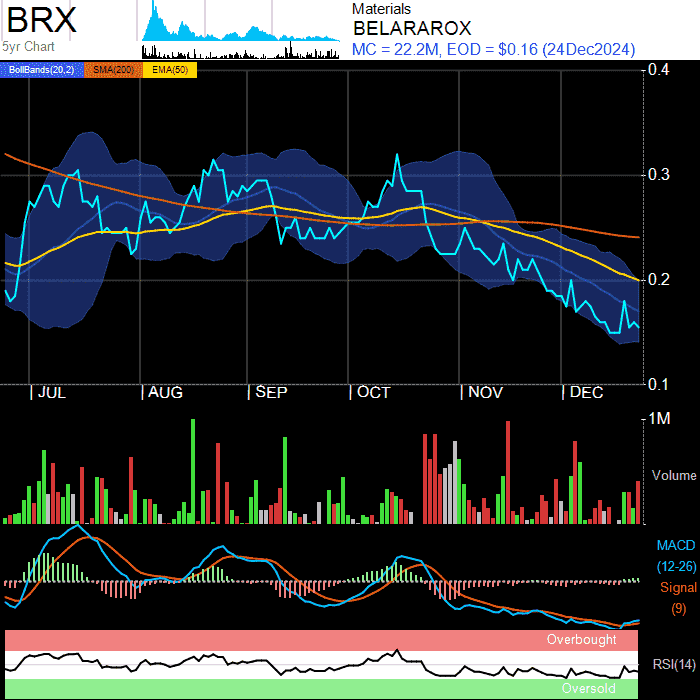 BRX
5yr Chart
Materials
BELARAROX
MC = 22.2M, EOD = $0.16 (24Dec2024)
BollBands(20,2) SMA(200) EMA(50)
0.4
0.3
0.2
0.1
JUL AUG SEP OCT NOV DEC
1M
Volume
MACD
(12-26)
Signal
(9)
Overbought
RSI(14)
Oversold